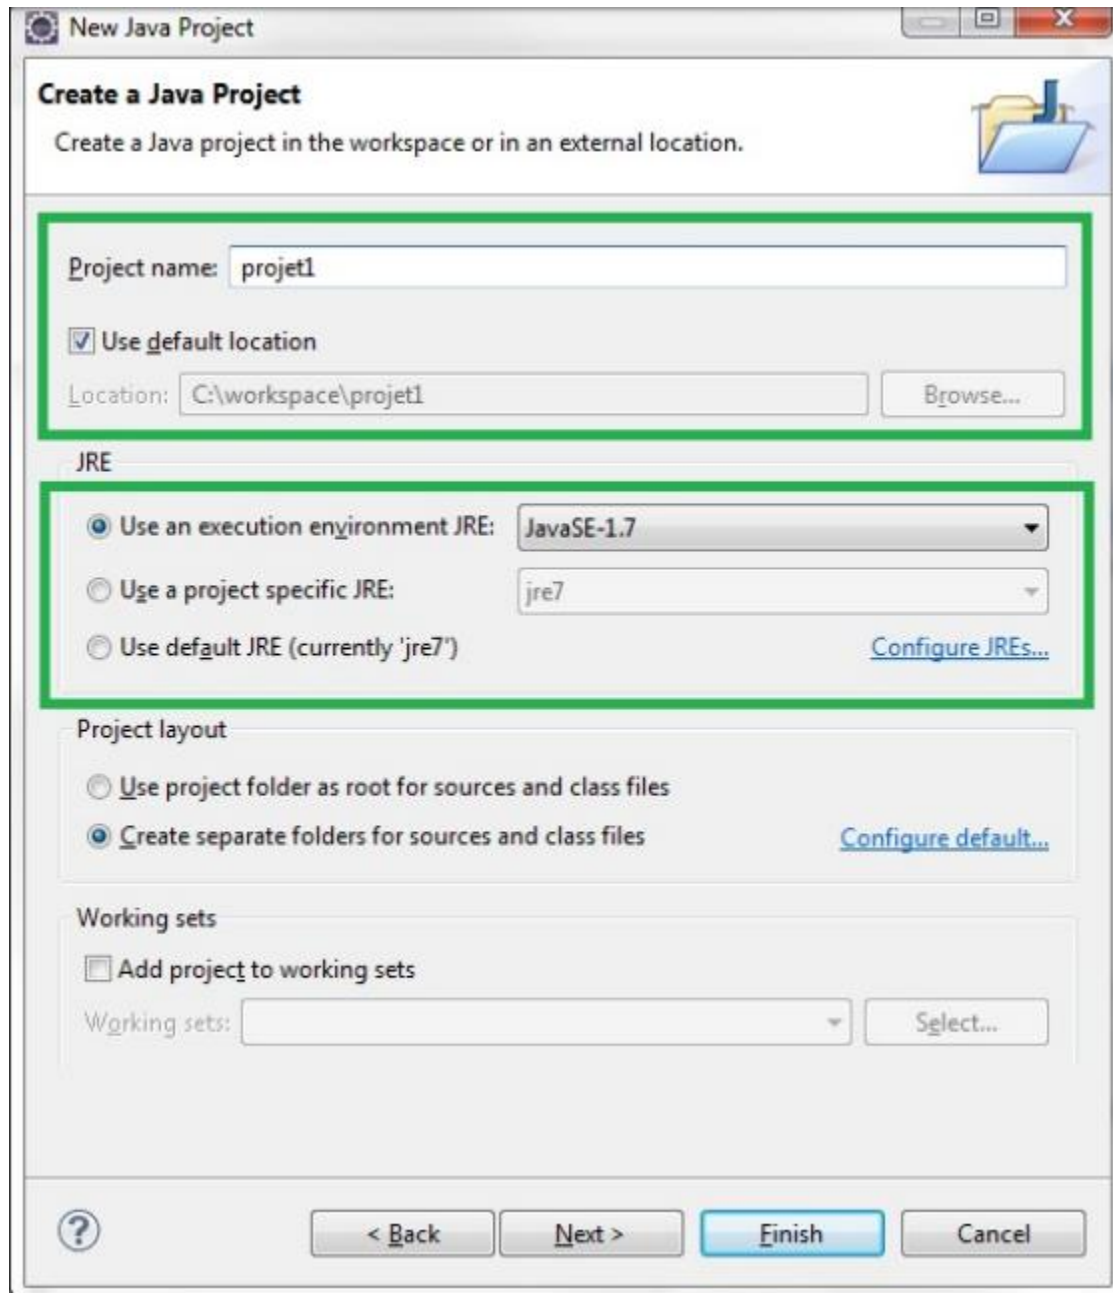 New Java Project
Create a Java Project
Create a Java project in the workspace or in an external location.
Project name: projet1
Use default location
Location: C:\workspace\projet1 Browse...
JRE
Use an execution environment JRE: JavaSE-1.7
Use a project specific JRE: jre7
Use default JRE (currently 'jre7') Configure JREs...
Project layout
Use project folder as root for sources and class files
Create separate folders for sources and class files Configure default...
Working sets
Add project to working sets
Working sets: Select...
? < Back Next > Finish Cancel